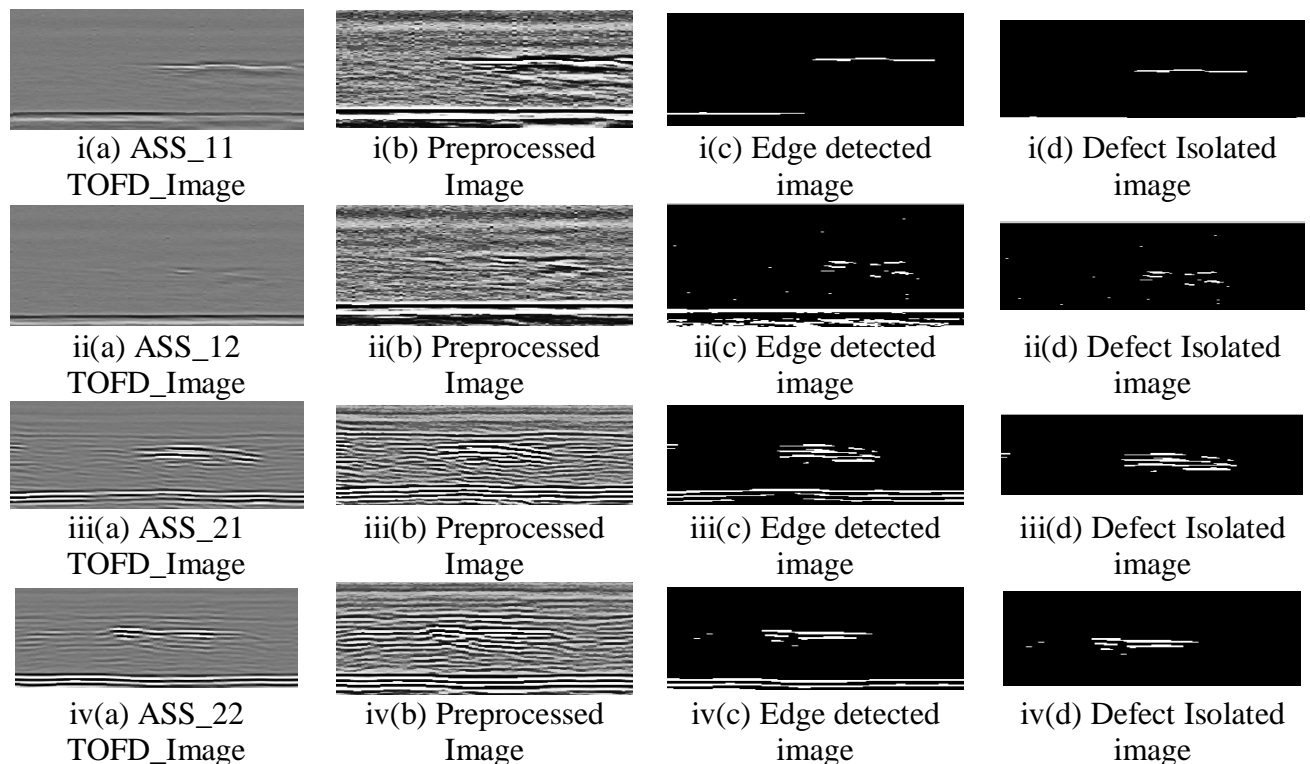 i(a) ASS_11
TOFD_Image
i(b) Preprocessed
Image
i(c) Edge detected
image
i(d) Defect Isolated
image
ii(a) ASS_12
TOFD_Image
ii(b) Preprocessed
Image
ii(c) Edge detected
image
ii(d) Defect Isolated
image
iii(a) ASS_21
TOFD_Image
iii(b) Preprocessed
Image
iii(c) Edge detected
image
iii(d) Defect Isolated
image
iv(a) ASS_22
TOFD_Image
iv(b) Preprocessed
Image
iv(c) Edge detected
image
iv(d) Defect Isolated
image